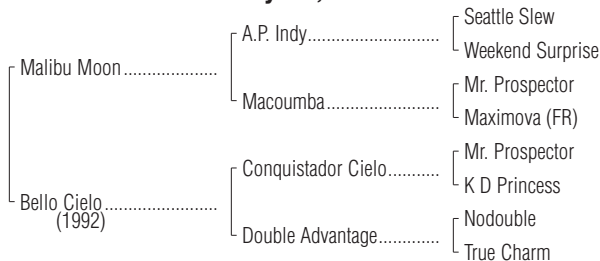 Seattle Slew
A.P. Indy
Weekend Surprise
Malibu Moon
Mr. Prospector
Macoumba
Maximova (FR)
Mr. Prospector
Conquistador Cielo
K D Princess
Bello Cielo
(1992)
Nodouble
Double Advantage
True Charm